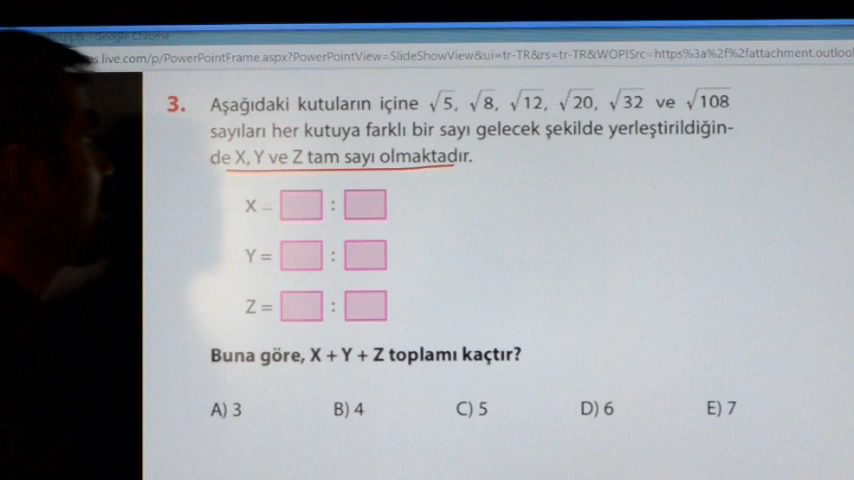 Google Chrome
s.live.com/p/PowerPointFrame.aspx?PowerPointView=SlideShowView&ui=tr-TR&rs=tr-TR&WOPISrc=https%3a%2f%2fattachment.outlool
3. Aşağıdaki kutuların içine √5, √8, √12, √20, √32 ve √108
sayıları her kutuya farklı bir sayı gelecek şekilde yerleştirildiğin-
de X, Y ve Z tam sayı olmaktadır.
X = :
Y = :
Z = :
Buna göre, X + Y + Z toplamı kaçtır?
A) 3 B) 4 C) 5 D) 6 E) 7